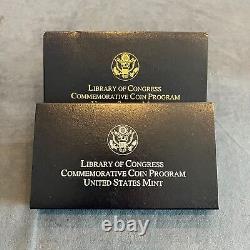 LIBRARY OF CONGRESS
COMMEMORATIVE COIN PROGRAM
LIBRARY OF CONGRESS
COMMEMORATIVE COIN PROGRAM
UNITED STATES MINT